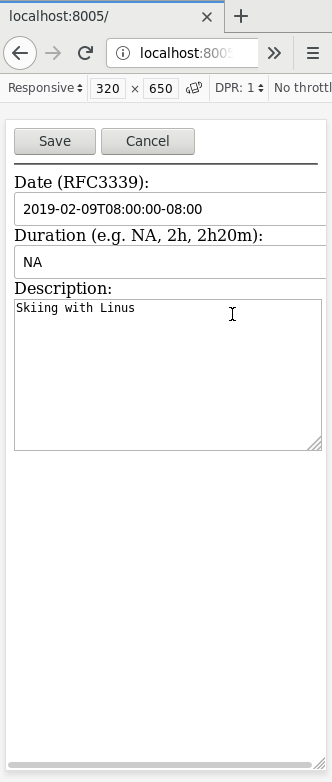 localhost:8005/
localhost:8005
Responsive 320 × 650 DPR: 1 No thrott
Save Cancel
Date (RFC3339):
2019-02-09T08:00:00-08:00
Duration (e.g. NA, 2h, 2h20m):
NA
Description:
Skiing with Linus